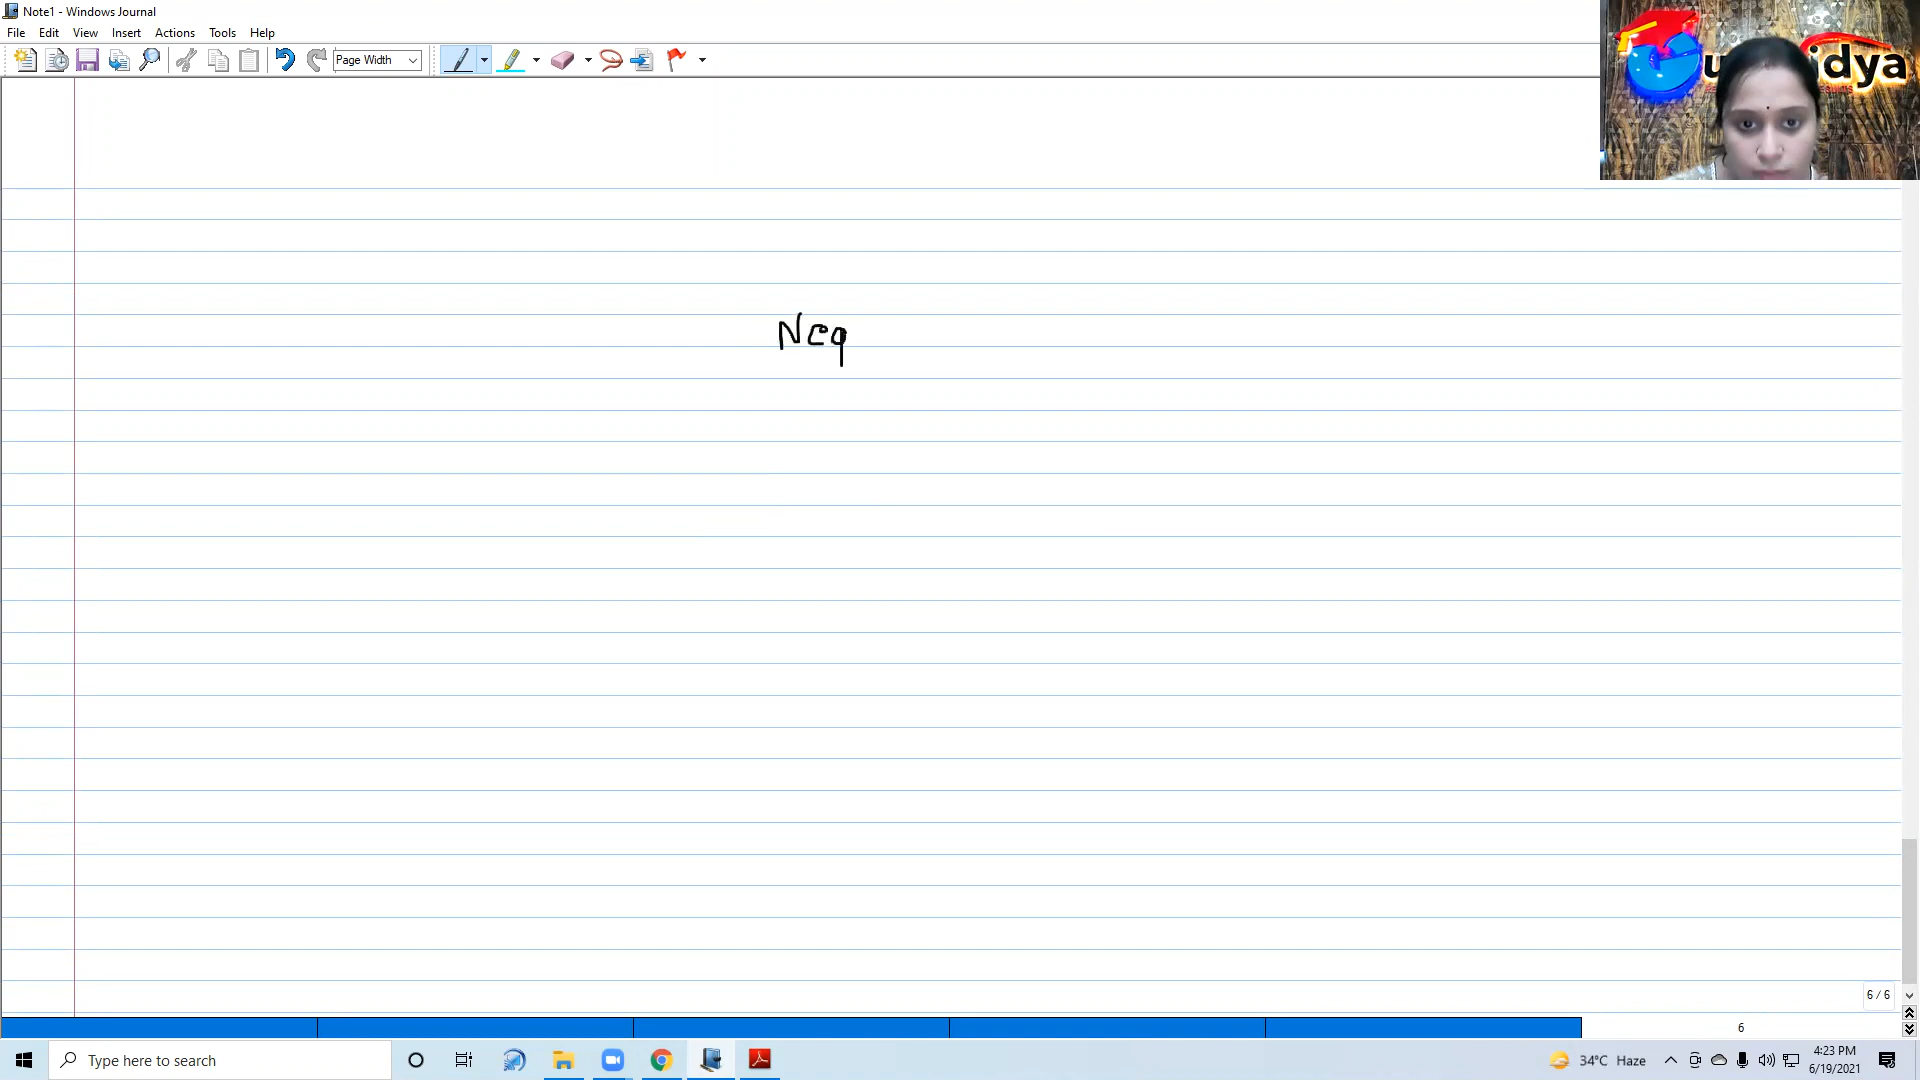 Note1 - Windows Journal
File Edit View Insert Actions Tools Help
Page Width
Neg
6 / 6
6
Type here to search
34°C Haze
4:23 PM
6/19/2021